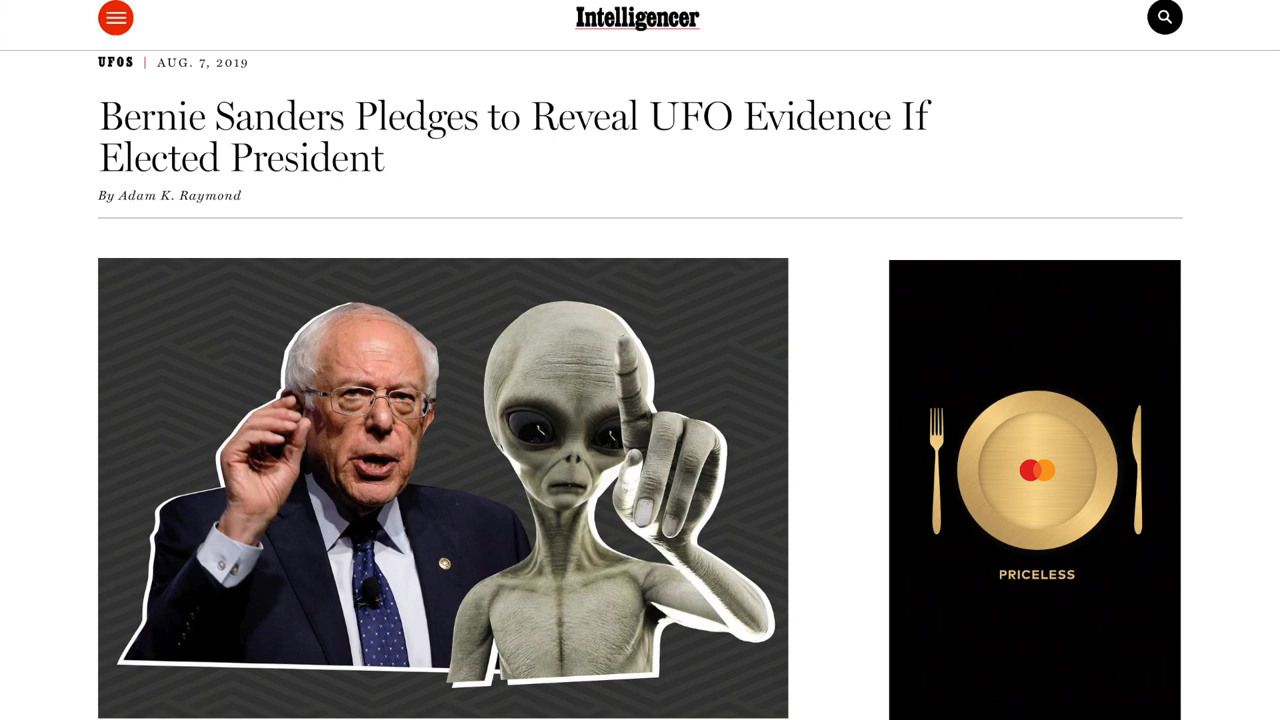 Intelligencer
UFOS | AUG. 7, 2019
Bernie Sanders Pledges to Reveal UFO Evidence If
Elected President
By Adam K. Raymond
PRICELESS